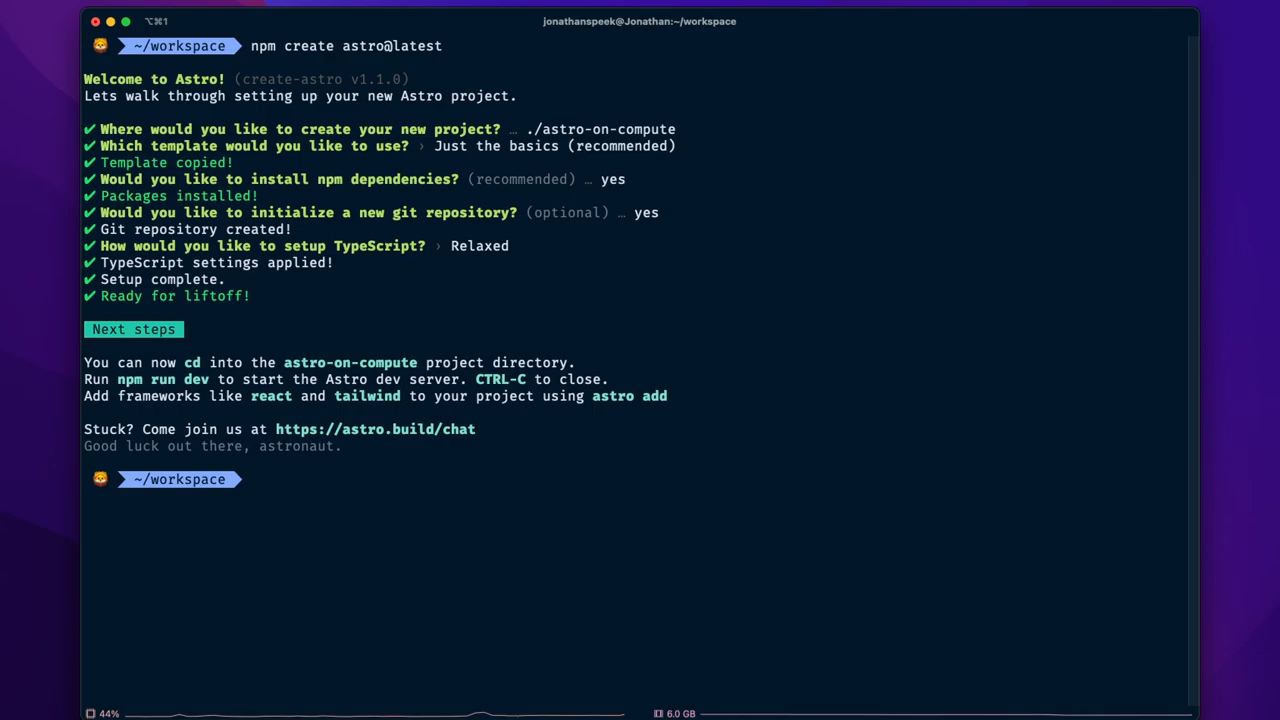 ⌥⌘1
jonathanspeek@Jonathan:~/workspace
~/workspace npm create astro@latest
Welcome to Astro! (create-astro v1.1.0)
Lets walk through setting up your new Astro project.
✔ Where would you like to create your new project? … ./astro-on-compute
✔ Which template would you like to use? › Just the basics (recommended)
✔ Template copied!
✔ Would you like to install npm dependencies? (recommended) … yes
✔ Packages installed!
✔ Would you like to initialize a new git repository? (optional) … yes
✔ Git repository created!
✔ How would you like to setup TypeScript? › Relaxed
✔ TypeScript settings applied!
✔ Setup complete.
✔ Ready for liftoff!
Next steps
You can now cd into the astro-on-compute project directory.
Run npm run dev to start the Astro dev server. CTRL-C to close.
Add frameworks like react and tailwind to your project using astro add
Stuck? Come join us at https://astro.build/chat
Good luck out there, astronaut.
~/workspace
44%
6.0 GB